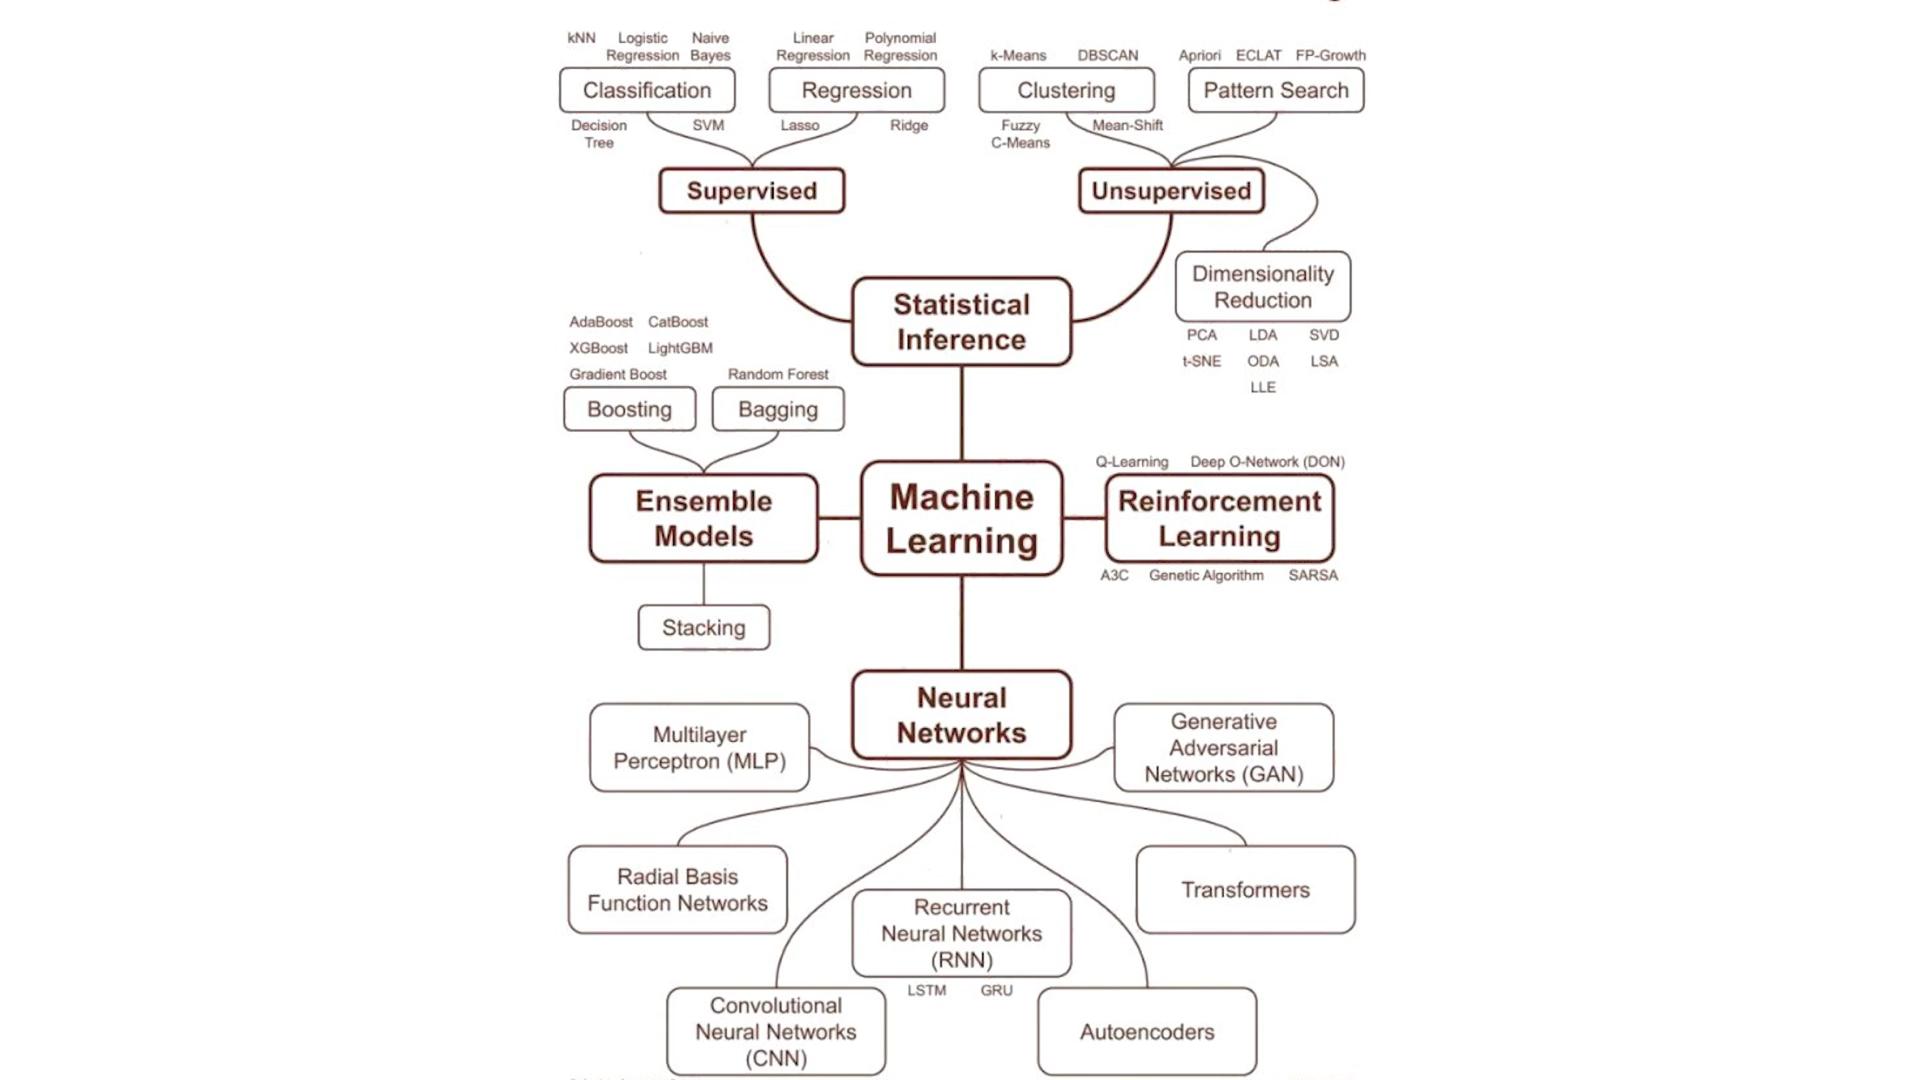 kNN Logistic Regression Naive Bayes
Linear Regression Polynomial Regression
k-Means DBSCAN
Apriori ECLAT FP-Growth
Classification
Regression
Clustering
Pattern Search
Decision Tree SVM
Lasso Ridge
Fuzzy C-Means Mean-Shift
Supervised
Unsupervised
Statistical
Inference
Dimensionality
Reduction
PCA LDA SVD
t-SNE ODA LSA
LLE
AdaBoost CatBoost
XGBoost LightGBM
Gradient Boost
Random Forest
Boosting
Bagging
Ensemble
Models
Machine
Learning
Q-Learning Deep O-Network (DON)
Reinforcement
Learning
A3C Genetic Algorithm SARSA
Stacking
Neural
Networks
Multilayer
Perceptron (MLP)
Generative
Adversarial
Networks (GAN)
Radial Basis
Function Networks
Transformers
Recurrent
Neural Networks
(RNN)
LSTM GRU
Convolutional
Neural Networks
(CNN)
Autoencoders